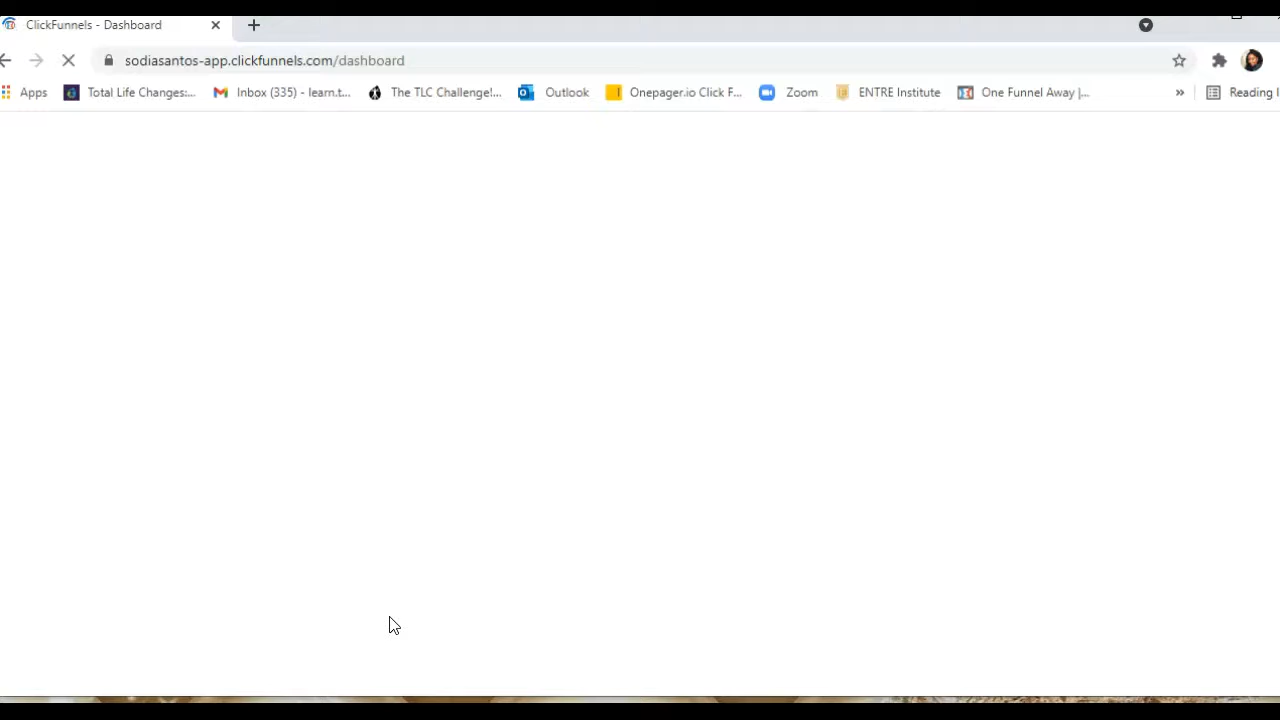 ClickFunnels - Dashboard
sodiasantos-app.clickfunnels.com/dashboard
Apps Total Life Changes:... Inbox (335) - learn.t... The TLC Challenge!... Outlook Onepager.io Click F... Zoom ENTRE Institute One Funnel Away |... » Reading